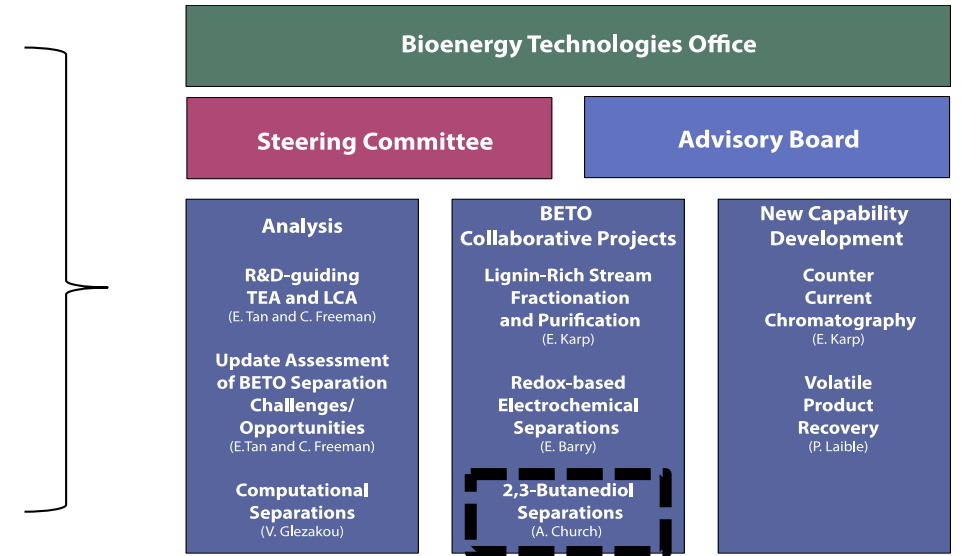 Bioenergy Technologies Office
Steering Committee
Advisory Board
Analysis
R&D-guiding
TEA and LCA
(E. Tan and C. Freeman)
Update Assessment
of BETO Separation
Challenges/
Opportunities
(E.Tan and C. Freeman)
Computational
Separations
(V. Glezakou)
BETO
Collaborative Projects
Lignin-Rich Stream
Fractionation
and Purification
(E. Karp)
Redox-based
Electrochemical
Separations
(E. Barry)
2,3-Butanediol
Separations
(A. Church)
New Capability
Development
Counter
Current
Chromatography
(E. Karp)
Volatile
Product
Recovery
(P. Laible)